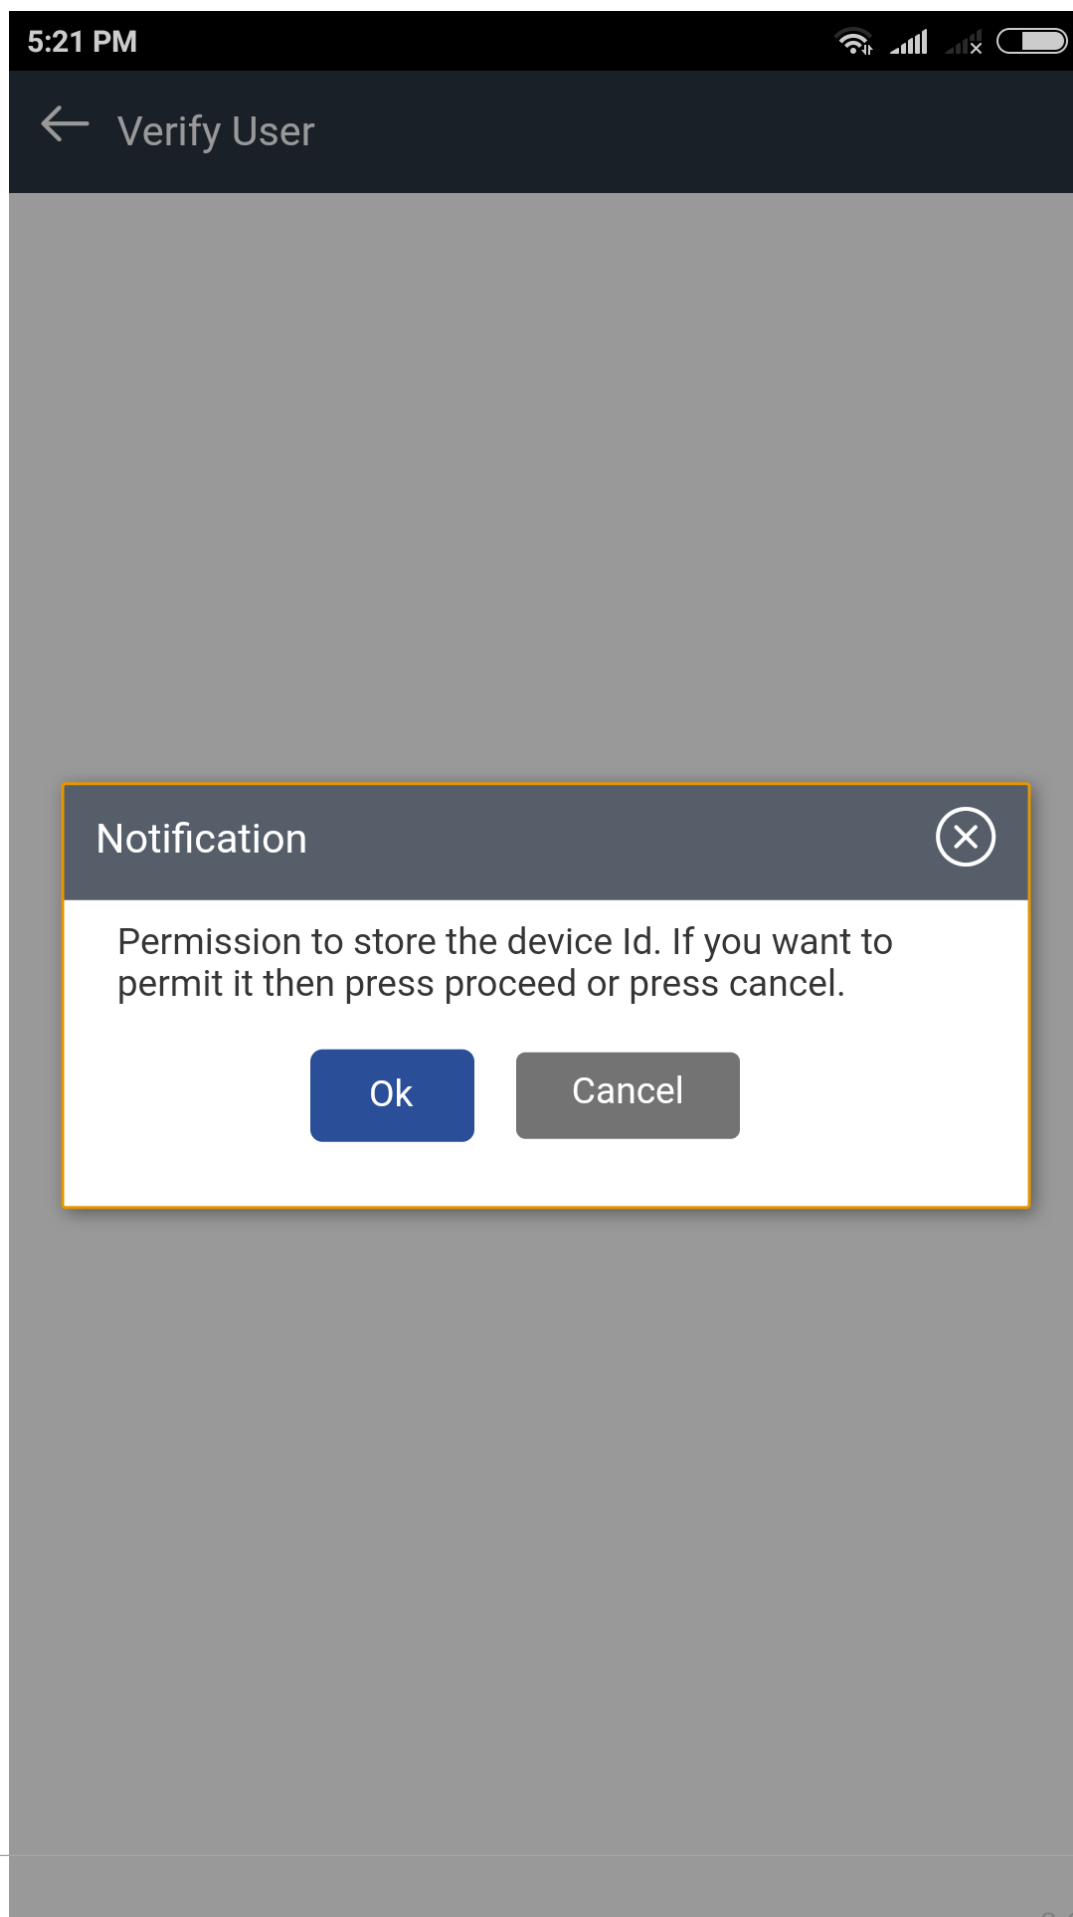 5:21 PM
Verify User
Notification
Permission to store the device Id. If you want to
permit it then press proceed or press cancel.
Ok
Cancel